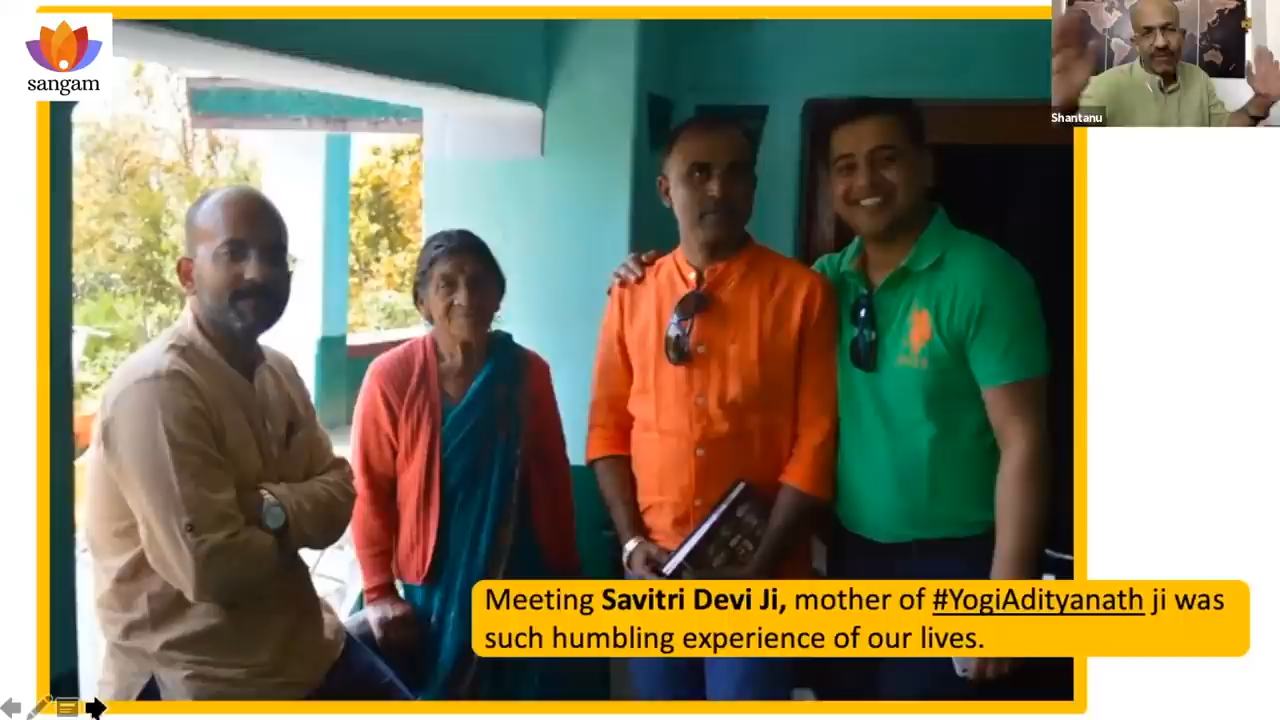 sangam
Shantanu
Meeting Savitri Devi Ji, mother of #YogiAdityanath ji was
such humbling experience of our lives.